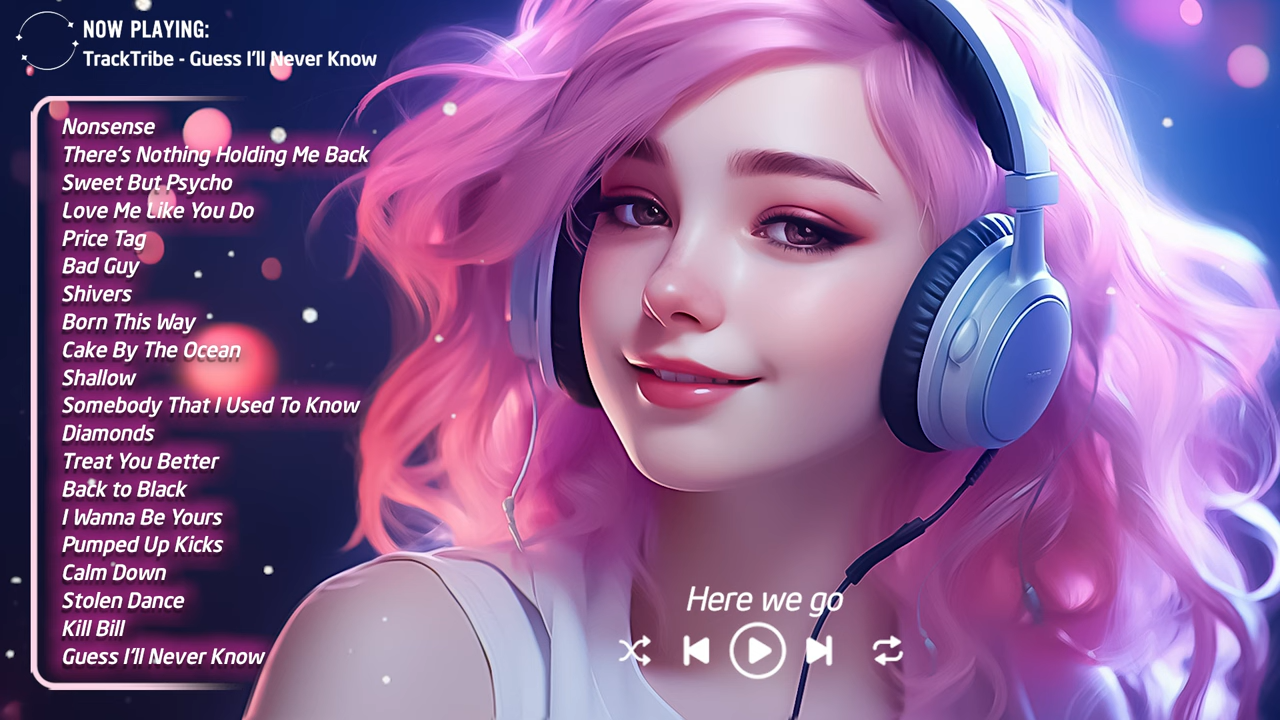 NOW PLAYING:
TrackTribe - Guess I'll Never Know
Nonsense
There's Nothing Holding Me Back
Sweet But Psycho
Love Me Like You Do
Price Tag
Bad Guy
Shivers
Born This Way
Cake By The Ocean
Shallow
Somebody That I Used To Know
Diamonds
Treat You Better
Back to Black
I Wanna Be Yours
Pumped Up Kicks
Calm Down
Stolen Dance
Kill Bill
Guess I'll Never Know
Here we go